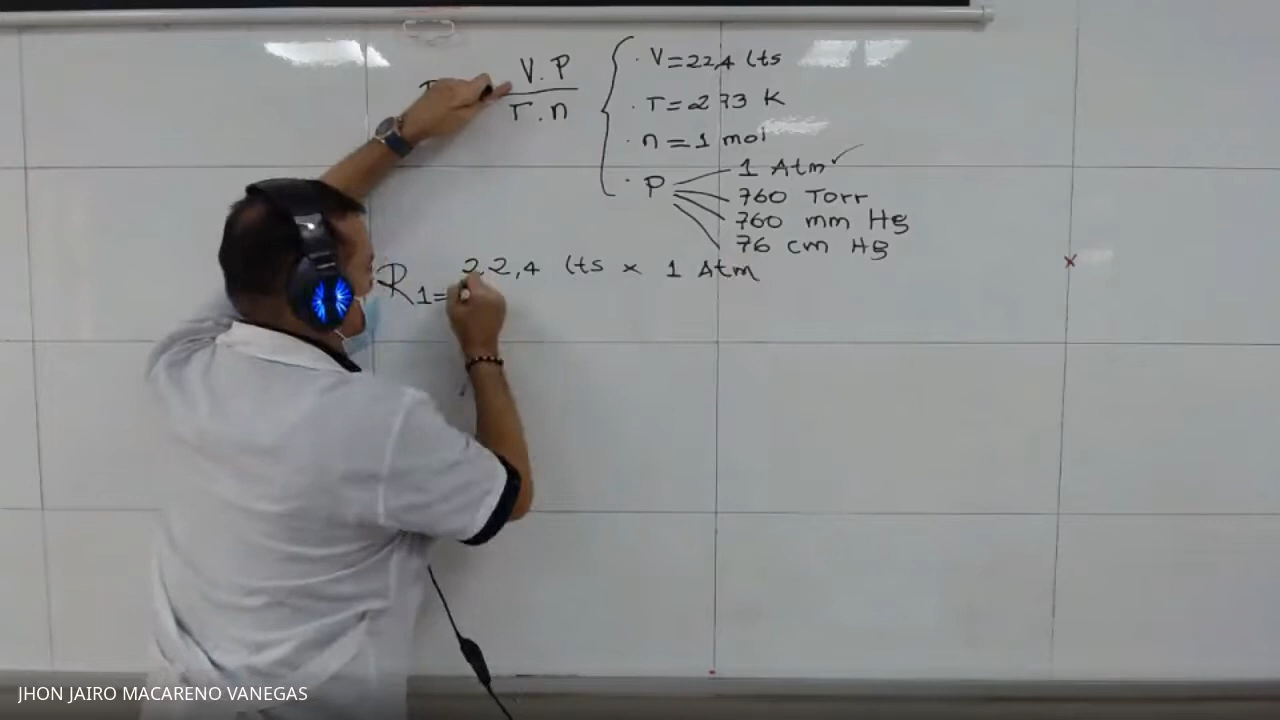 V.P
T.n
· V=22,4 lts
· T=273 K
· n=1 mol
· P
1 Atm ✓
760 Torr
760 mm Hg
76 cm Hg
R1= 22,4 lts x 1 Atm
x
JHON JAIRO MACARENO VANEGAS